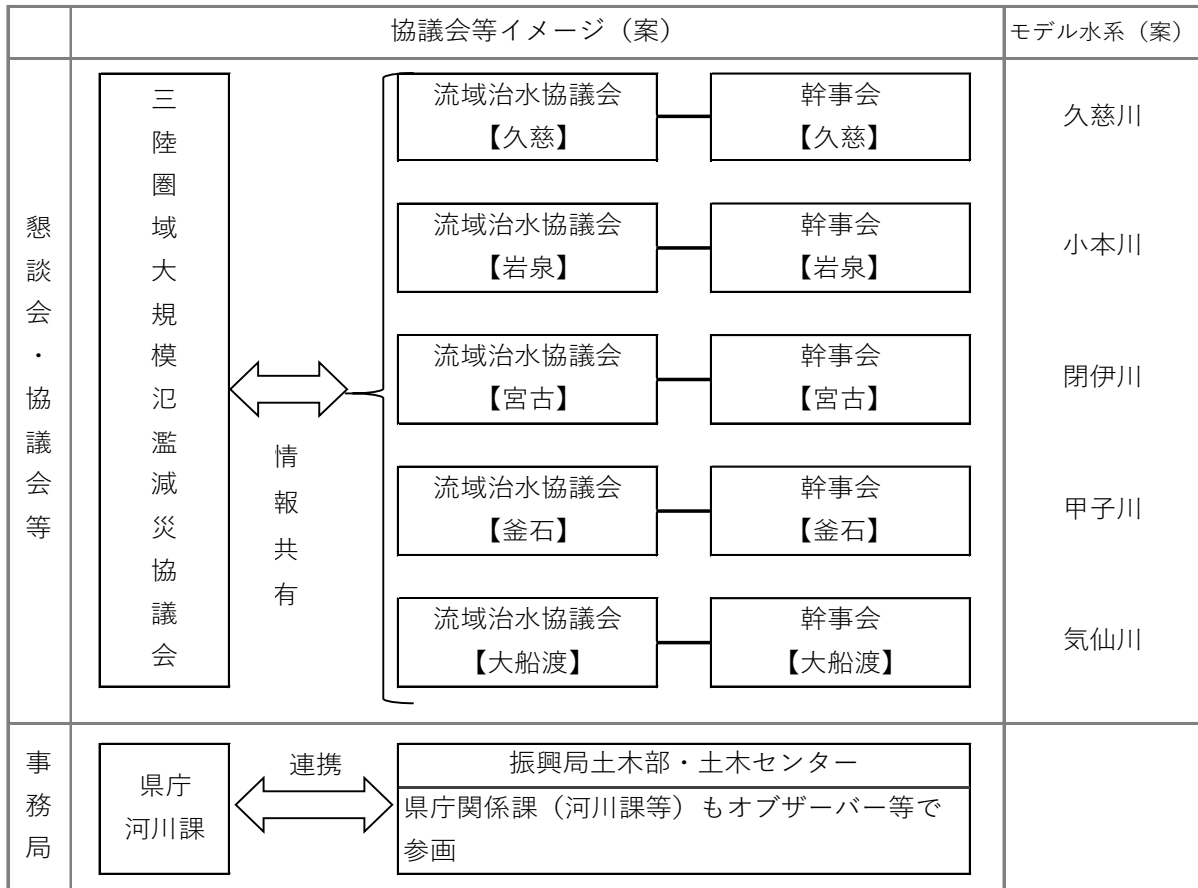 協議会等イメージ（案）
モデル水系（案）
懇談会・協議会等
三陸圏域大規模氾濫減災協議会
情報共有
流域治水協議会
【久慈】
幹事会
【久慈】
久慈川
流域治水協議会
【岩泉】
幹事会
【岩泉】
小本川
流域治水協議会
【宮古】
幹事会
【宮古】
閉伊川
流域治水協議会
【釜石】
幹事会
【釜石】
甲子川
流域治水協議会
【大船渡】
幹事会
【大船渡】
気仙川
事務局
県庁
河川課
連携
振興局土木部・土木センター
県庁関係課（河川課等）もオブザーバー等で
参画